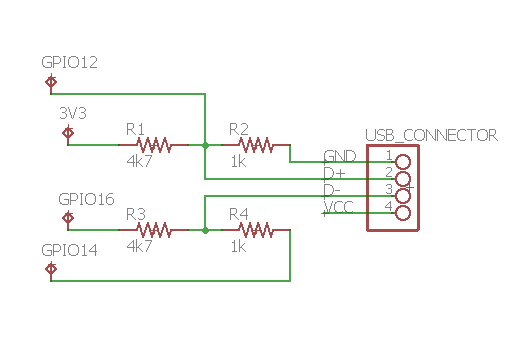 GPIO12
3V3
R1
R2
4k7
1k
USB_CONNECTOR
GND
1
D+
2
D-
3
VCC
4
GPIO16
R3
R4
4k7
1k
GPIO14